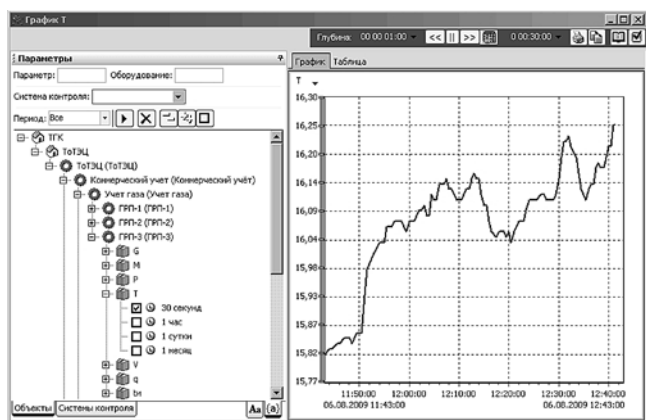 График Т
Глубина: 00 00 01:00 << || >> 0 00:30:00
Параметры
Параметр: Оборудование:
Система контроля:
Период: Все
ТГК
ТоТЭЦ
ТоТЭЦ (ТоТЭЦ)
Коммерческий учет (Коммерческий учёт)
Учет газа (Учет газа)
ГРП-1 (ГРП-1)
ГРП-2 (ГРП-2)
ГРП-3 (ГРП-3)
G
M
P
T
30 секунд
1 час
1 сутки
1 месяц
V
q
Объекты Системы контроля Аа (а)
График Таблица
T
16,30
16,22
16,14
16,09
16,04
15,98
15,93
15,87
15,82
15,77
11:50:00 12:00:00 12:10:00 12:20:00 12:30:00 12:40:00
06.08.2009 11:43:00 06.08.2009 12:43:00